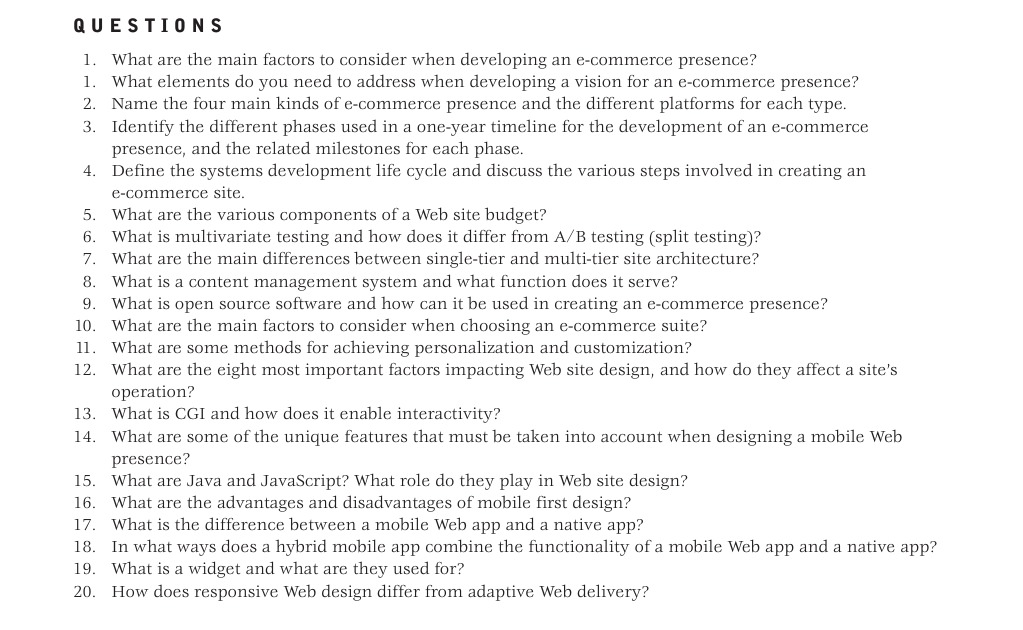 QUESTIONS
1. What are the main factors to consider when developing an e-commerce presence?
1. What elements do you need to address when developing a vision for an e-commerce presence?
2. Name the four main kinds of e-commerce presence and the different platforms for each type.
3. Identify the different phases used in a one-year timeline for the development of an e-commerce
presence, and the related milestones for each phase.
4. Define the systems development life cycle and discuss the various steps involved in creating an
e-commerce site.
5. What are the various components of a Web site budget?
6. What is multivariate testing and how does it differ from A/B testing (split testing)?
7. What are the main differences between single-tier and multi-tier site architecture?
8. What is a content management system and what function does it serve?
9. What is open source software and how can it be used in creating an e-commerce presence?
10. What are the main factors to consider when choosing an e-commerce suite?
11. What are some methods for achieving personalization and customization?
12. What are the eight most important factors impacting Web site design, and how do they affect a site's
operation?
13. What is CGI and how does it enable interactivity?
14. What are some of the unique features that must be taken into account when designing a mobile Web
presence?
15. What are Java and JavaScript? What role do they play in Web site design?
16. What are the advantages and disadvantages of mobile first design?
17. What is the difference between a mobile Web app and a native app?
18. In what ways does a hybrid mobile app combine the functionality of a mobile Web app and a native app?
19. What is a widget and what are they used for?
20. How does responsive Web design differ from adaptive Web delivery?